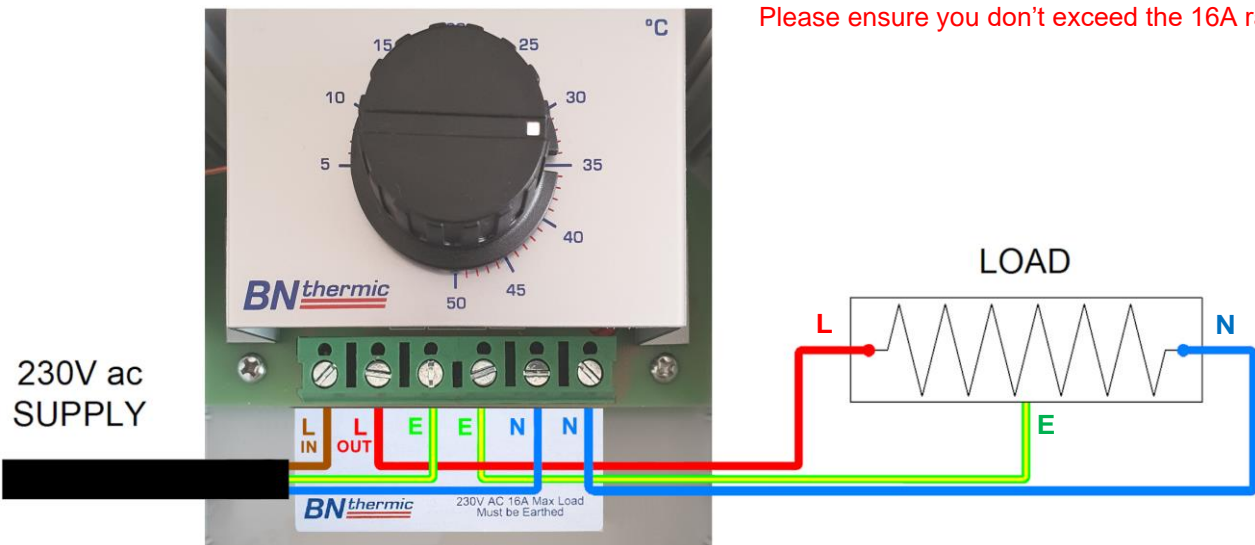 Please ensure you don't exceed the 16A
°C
15
25
10
30
5
35
40
45
50
BN thermic
LOAD
L
N
E
230V ac
SUPPLY
L IN
L OUT
E
E
N
N
BN thermic
230V AC 16A Max Load
Must be Earthed